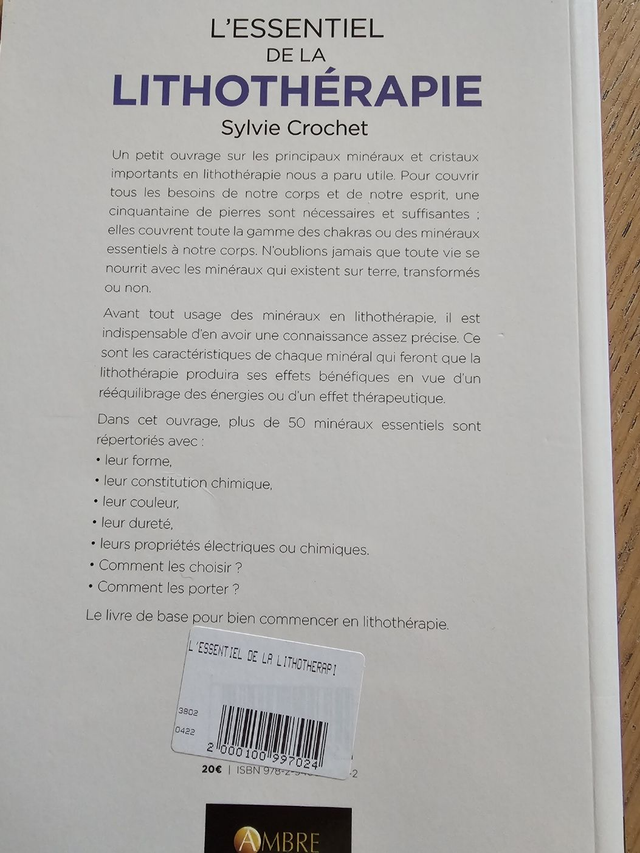 L'ESSENTIEL
DE LA
LITHOTHÉRAPIE
Sylvie Crochet
Un petit ouvrage sur les principaux minéraux et cristaux
importants en lithothérapie nous a paru utile. Pour couvrir
tous les besoins de notre corps et de notre esprit, une
cinquantaine de pierres sont nécessaires et suffisantes ;
elles couvrent toute la gamme des chakras ou des minéraux
essentiels à notre corps. N'oublions jamais que toute vie se
nourrit avec les minéraux qui existent sur terre, transformés
ou non.
Avant tout usage des minéraux en lithothérapie, il est
indispensable d'en avoir une connaissance assez précise. Ce
sont les caractéristiques de chaque minéral qui feront que la
lithothérapie produira ses effets bénéfiques en vue d'un
rééquilibrage des énergies ou d'un effet thérapeutique.
Dans cet ouvrage, plus de 50 minéraux essentiels sont
répertoriés avec :
• leur forme,
• leur constitution chimique,
• leur couleur,
• leur dureté,
• leurs propriétés électriques ou chimiques.
• Comment les choisir ?
• Comment les porter ?
Le livre de base pour bien commencer en lithothérapie.
L'ESSENTIEL DE LA LITHOTHERAPI
3802
0422
2 000100 997024
20€ | ISBN 978-2-
AMBRE